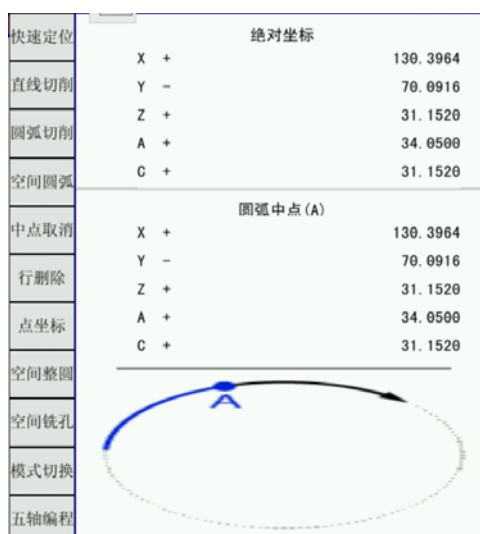 快速定位
直线切削
圆弧切削
空间圆弧
中点取消
行删除
点坐标
空间整圆
空间铣孔
模式切换
五轴编程
绝对坐标
X + 130.3964
Y - 70.0916
Z + 31.1520
A + 34.0500
C + 31.1520
圆弧中点(A)
X + 130.3964
Y - 70.0916
Z + 31.1520
A + 34.0500
C + 31.1520
A